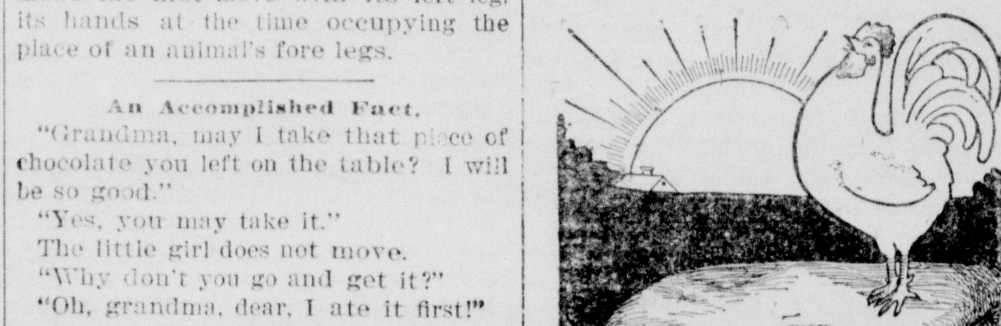 its hands at the time occupying the
place of an animal's fore legs.
An Accomplished Fact.
"Grandma, may I take that piece of
chocolate you left on the table? I will
be so good."
"Yes, you may take it."
The little girl does not move.
"Why don't you go and get it?"
"Oh, grandma, dear, I ate it first!"